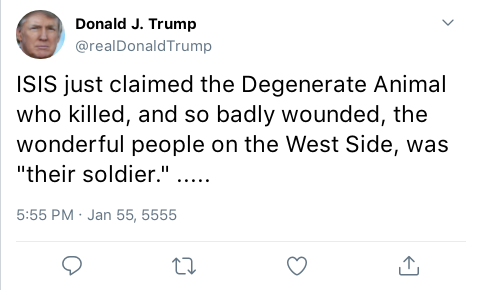 Donald J. Trump
@realDonaldTrump
ISIS just claimed the Degenerate Animal
who killed, and so badly wounded, the
wonderful people on the West Side, was
"their soldier." .....
5:55 PM · Jan 55, 5555